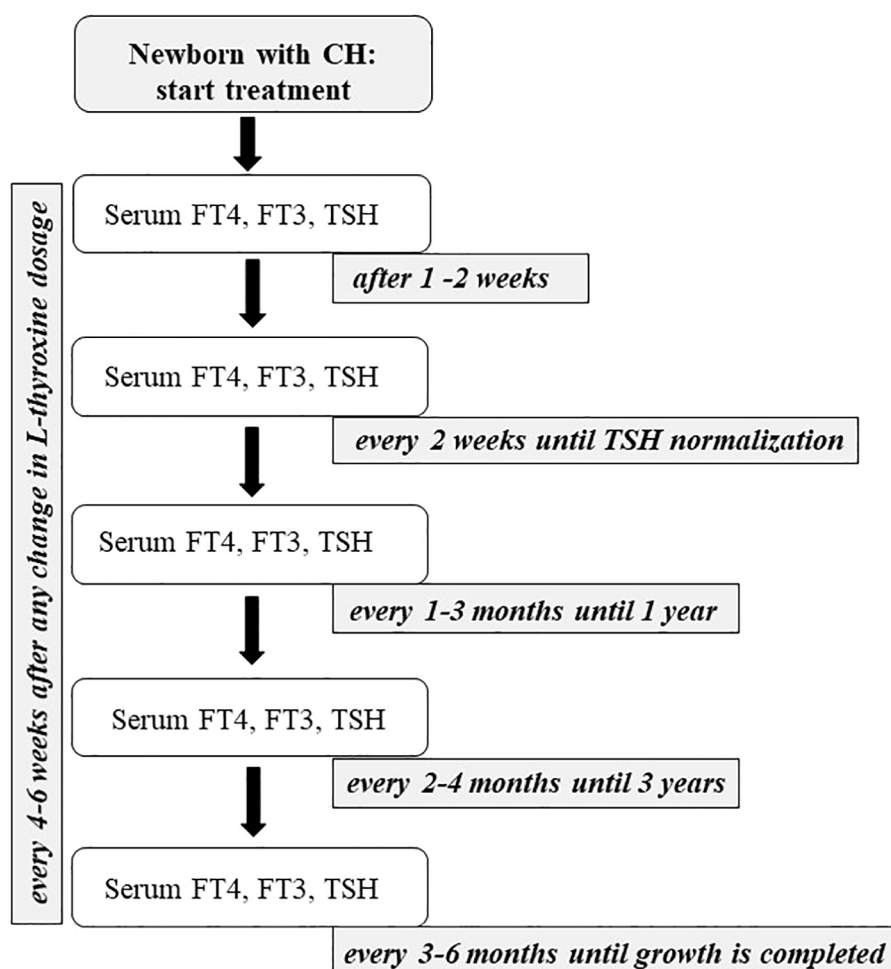 Newborn with CH:
start treatment
every 4-6 weeks after any change in L-thyroxine dosage
Serum FT4, FT3, TSH
after 1 -2 weeks
Serum FT4, FT3, TSH
every 2 weeks until TSH normalization
Serum FT4, FT3, TSH
every 1-3 months until 1 year
Serum FT4, FT3, TSH
every 2-4 months until 3 years
Serum FT4, FT3, TSH
every 3-6 months until growth is completed